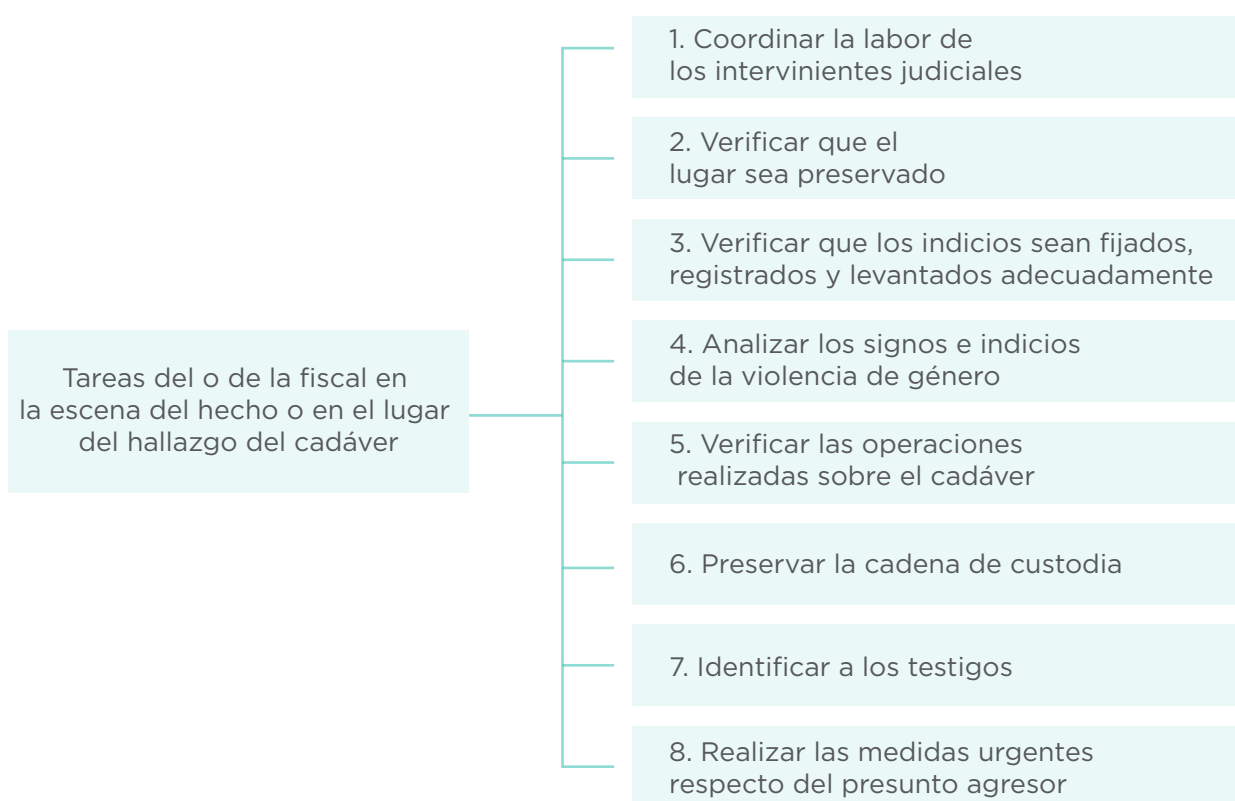 Tareas del o de la fiscal en
la escena del hecho o en el lugar
del hallazgo del cadáver
1. Coordinar la labor de
los intervinientes judiciales
2. Verificar que el
lugar sea preservado
3. Verificar que los indicios sean fijados,
registrados y levantados adecuadamente
4. Analizar los signos e indicios
de la violencia de género
5. Verificar las operaciones
realizadas sobre el cadáver
6. Preservar la cadena de custodia
7. Identificar a los testigos
8. Realizar las medidas urgentes
respecto del presunto agresor